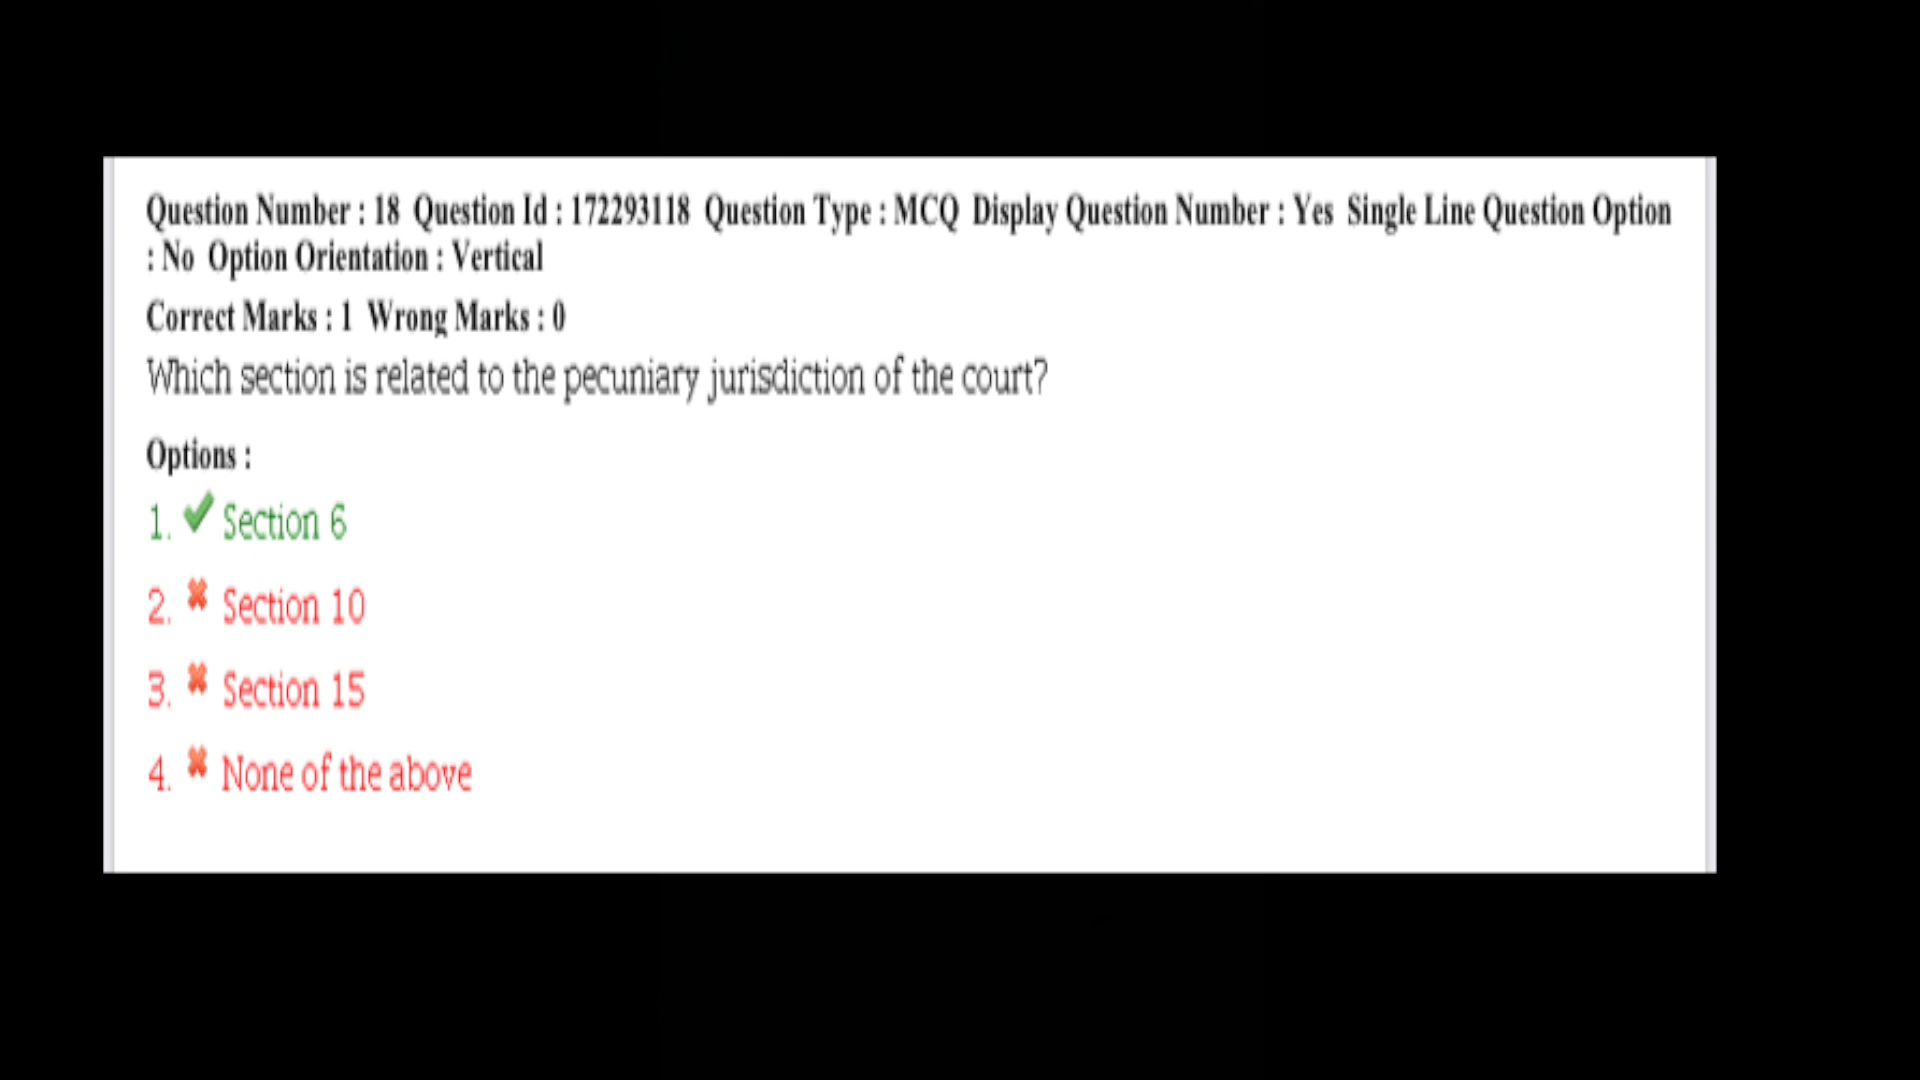 Question Number : 18 Question Id : 172293118 Question Type : MCQ Display Question Number : Yes Single Line Question Option
: No Option Orientation : Vertical
Correct Marks : 1 Wrong Marks : 0
Which section is related to the pecuniary jurisdiction of the court?
Options :
1. ✔ Section 6
2. ✖ Section 10
3. ✖ Section 15
4. ✖ None of the above